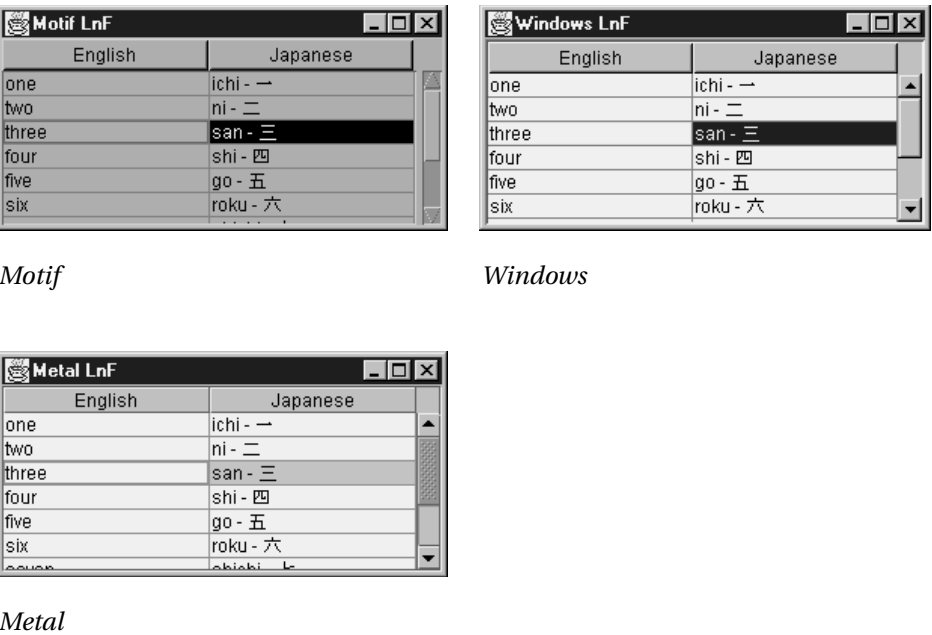 Motif LnF
English Japanese
one ichi - 一
two ni - 二
three san - 三
four shi - 四
five go - 五
six roku - 六
Motif
Windows LnF
English Japanese
one ichi - 一
two ni - 二
three san - 三
four shi - 四
five go - 五
six roku - 六
Windows
Metal LnF
English Japanese
one ichi - 一
two ni - 二
three san - 三
four shi - 四
five go - 五
six roku - 六
Metal